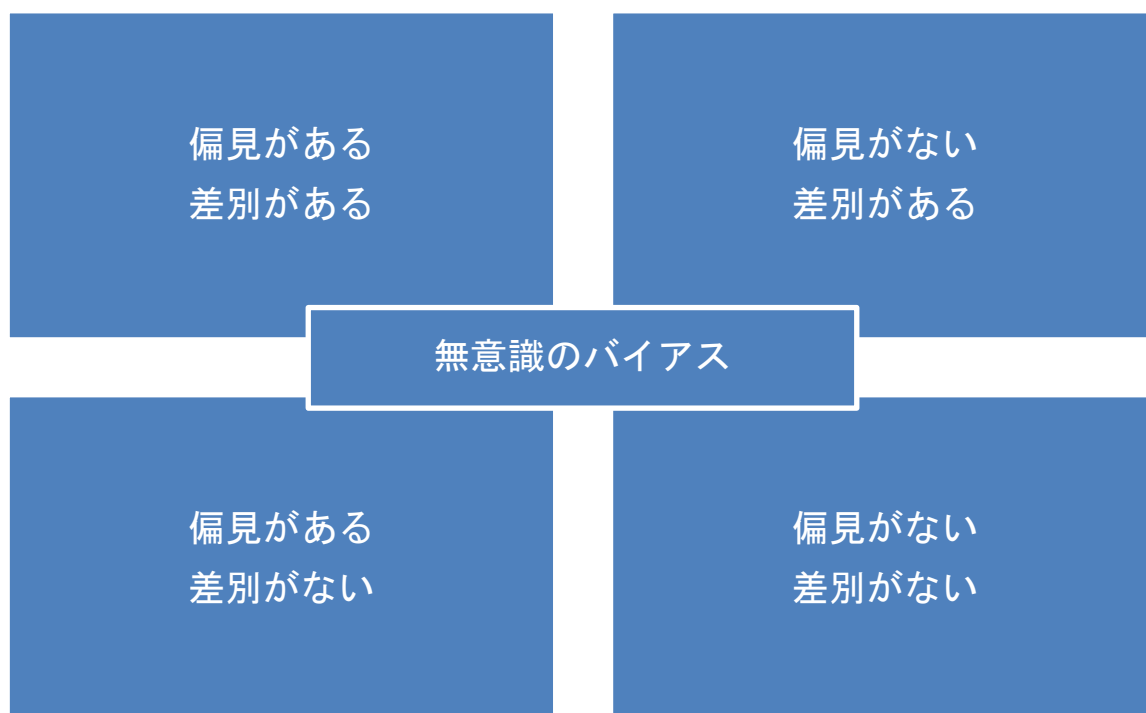 偏見がある
差別がある
偏見がない
差別がある
無意識のバイアス
偏見がある
差別がない
偏見がない
差別がない